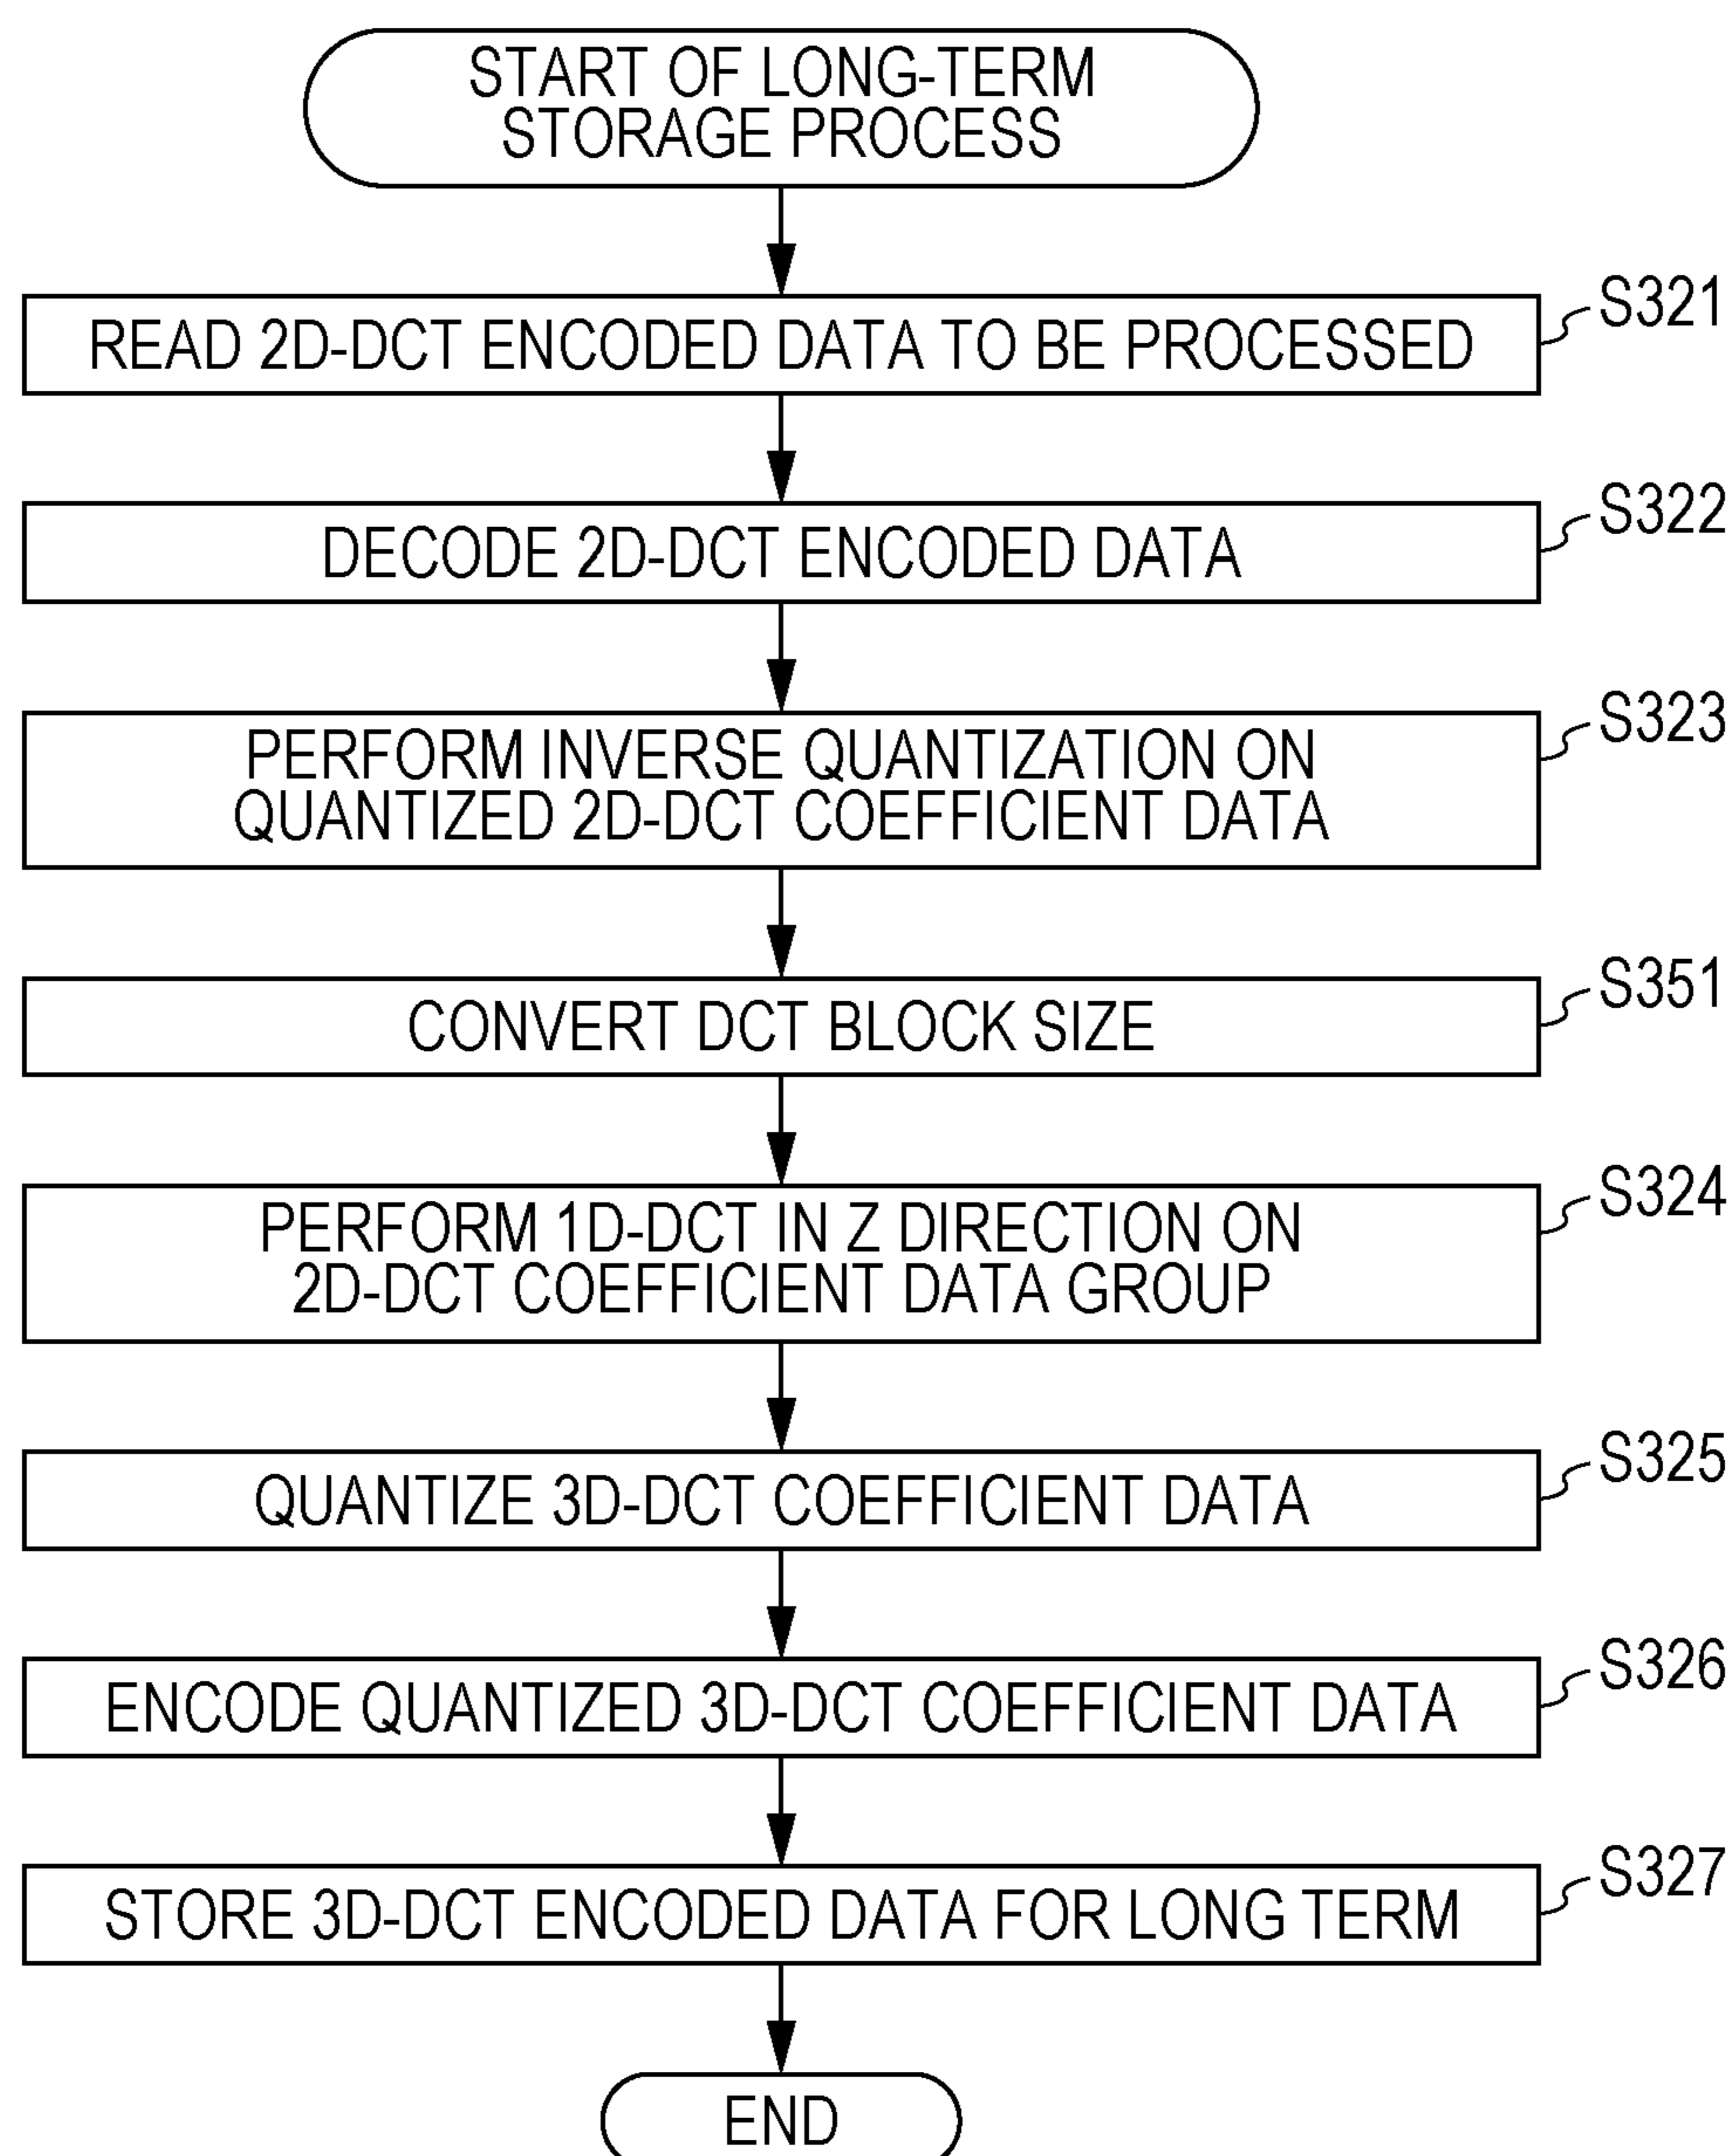 START OF LONG-TERM
STORAGE PROCESS
READ 2D-DCT ENCODED DATA TO BE PROCESSED
S321
DECODE 2D-DCT ENCODED DATA
S322
PERFORM INVERSE QUANTIZATION ON
QUANTIZED 2D-DCT COEFFICIENT DATA
S323
CONVERT DCT BLOCK SIZE
S351
PERFORM 1D-DCT IN Z DIRECTION ON
2D-DCT COEFFICIENT DATA GROUP
S324
QUANTIZE 3D-DCT COEFFICIENT DATA
S325
ENCODE QUANTIZED 3D-DCT COEFFICIENT DATA
S326
STORE 3D-DCT ENCODED DATA FOR LONG TERM
S327
END